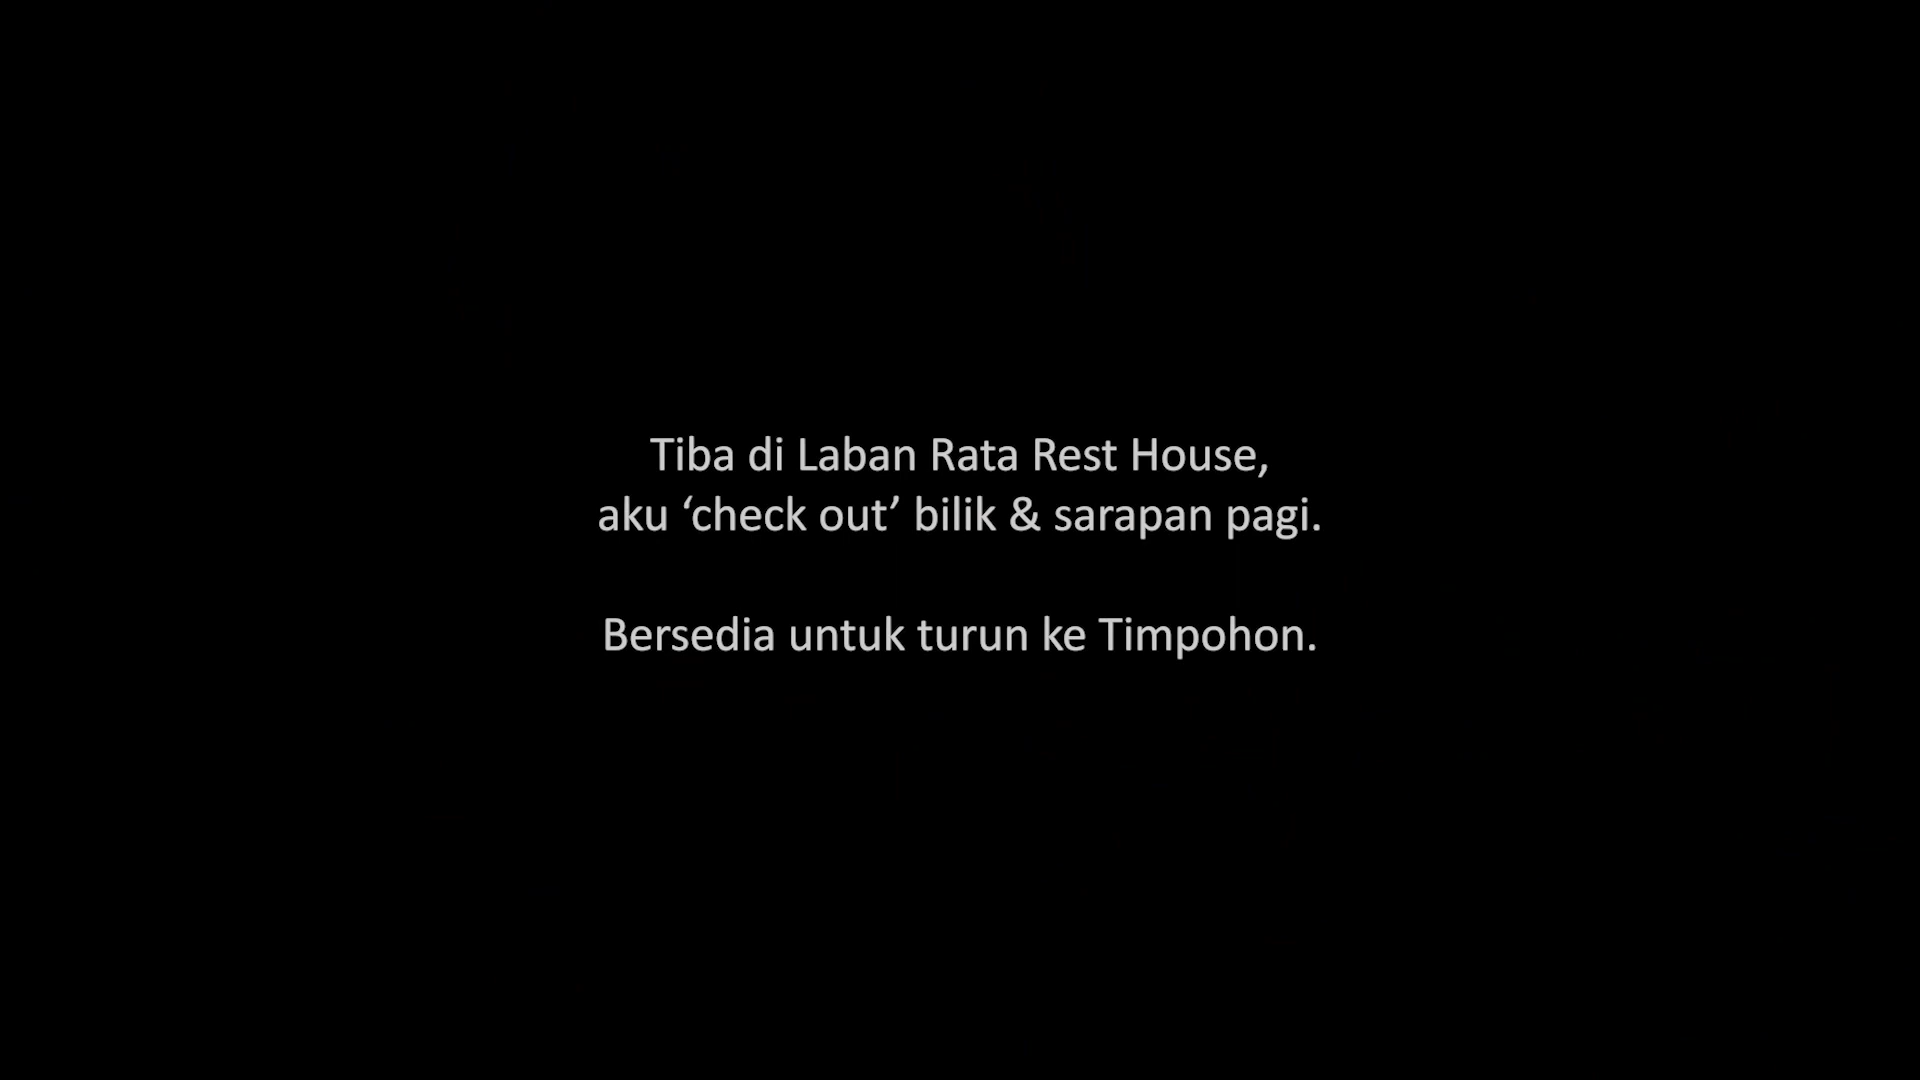 Tiba di Laban Rata Rest House,
aku ‘check out’ bilik & sarapan pagi.
Bersedia untuk turun ke Timpohon.